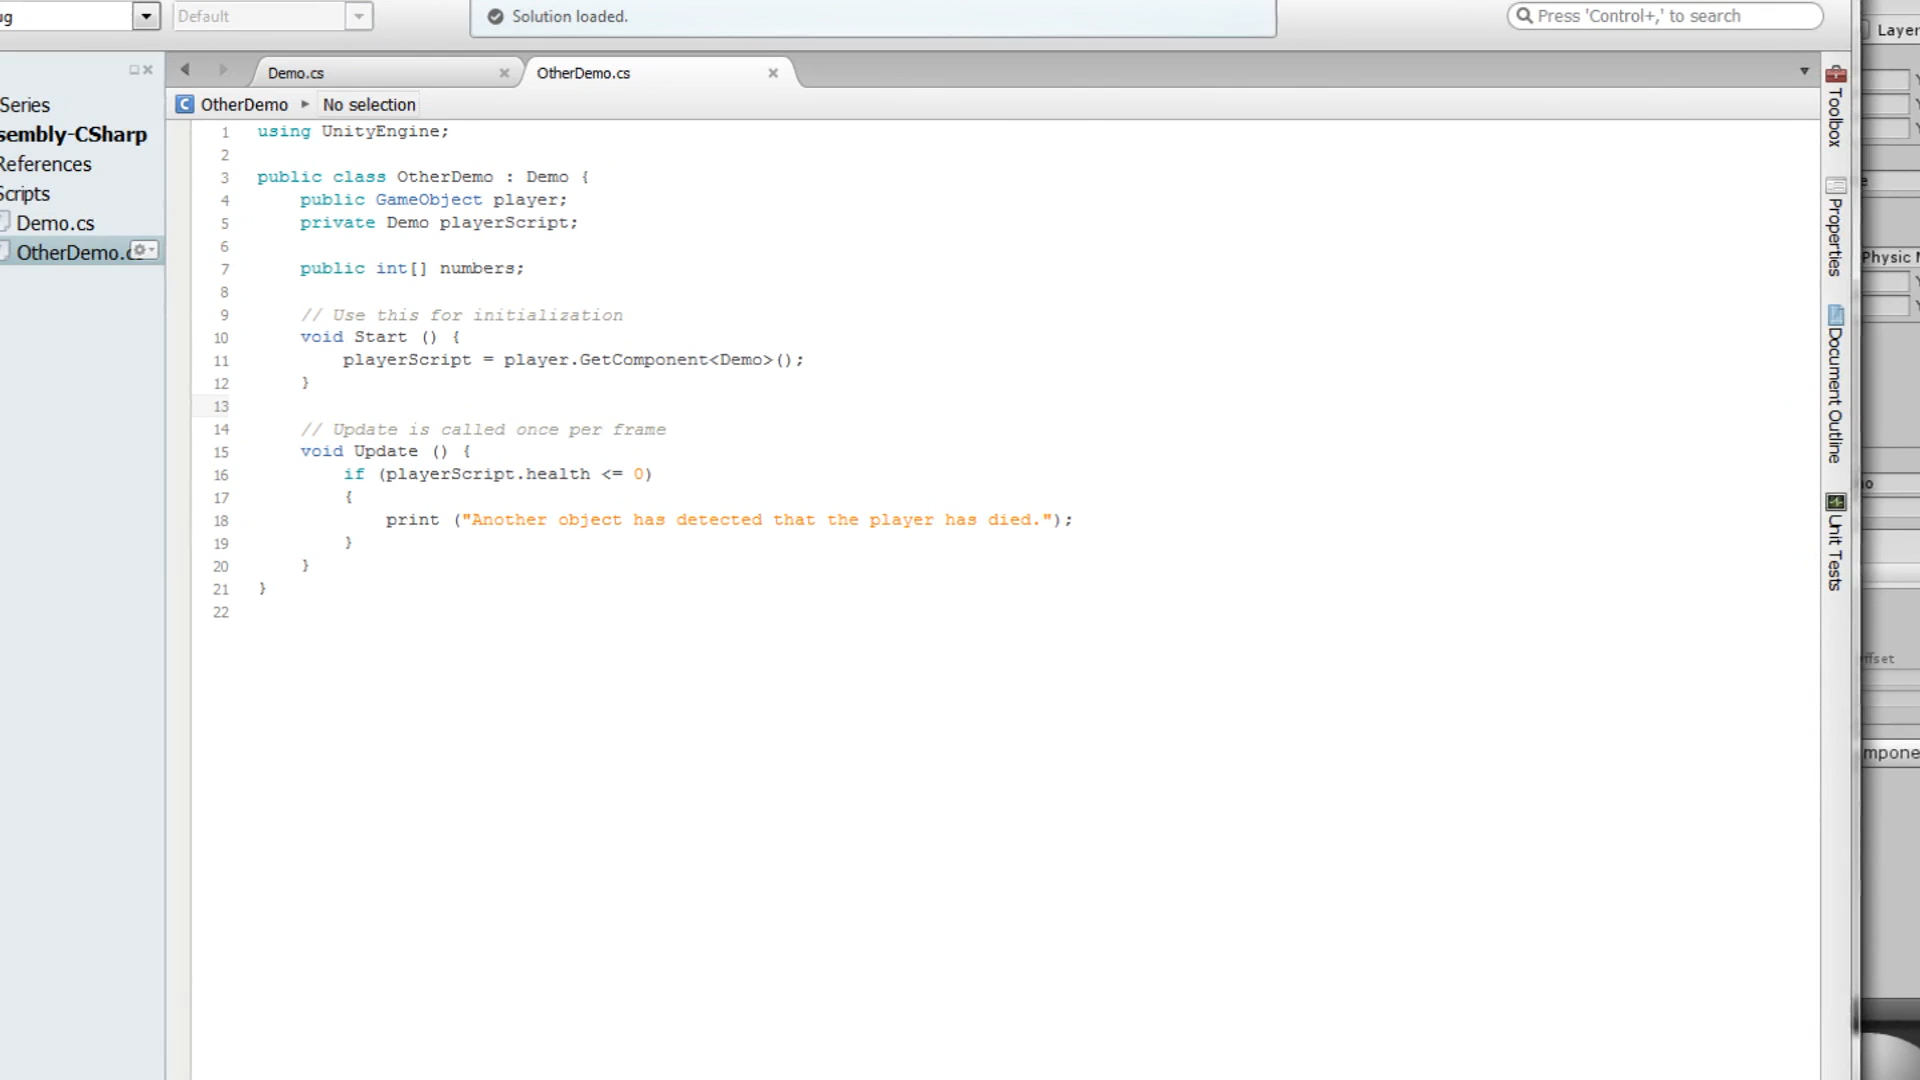 ug
Default
Solution loaded.
Press 'Control+,' to search
Layer
Demo.cs
OtherDemo.cs
OtherDemo
No selection
Series
sembly-CSharp
References
Scripts
Demo.cs
OtherDemo.c
1 using UnityEngine;
2
3 public class OtherDemo : Demo {
4 public GameObject player;
5 private Demo playerScript;
6
7 public int[] numbers;
8
9 // Use this for initialization
10 void Start () {
11 playerScript = player.GetComponent<Demo>();
12 }
13
14 // Update is called once per frame
15 void Update () {
16 if (playerScript.health <= 0)
17 {
18 print ("Another object has detected that the player has died.");
19 }
20 }
21 }
22
Toolbox
Properties
Document Outline
Unit Tests
e
Physic M
no
ffset
mpone